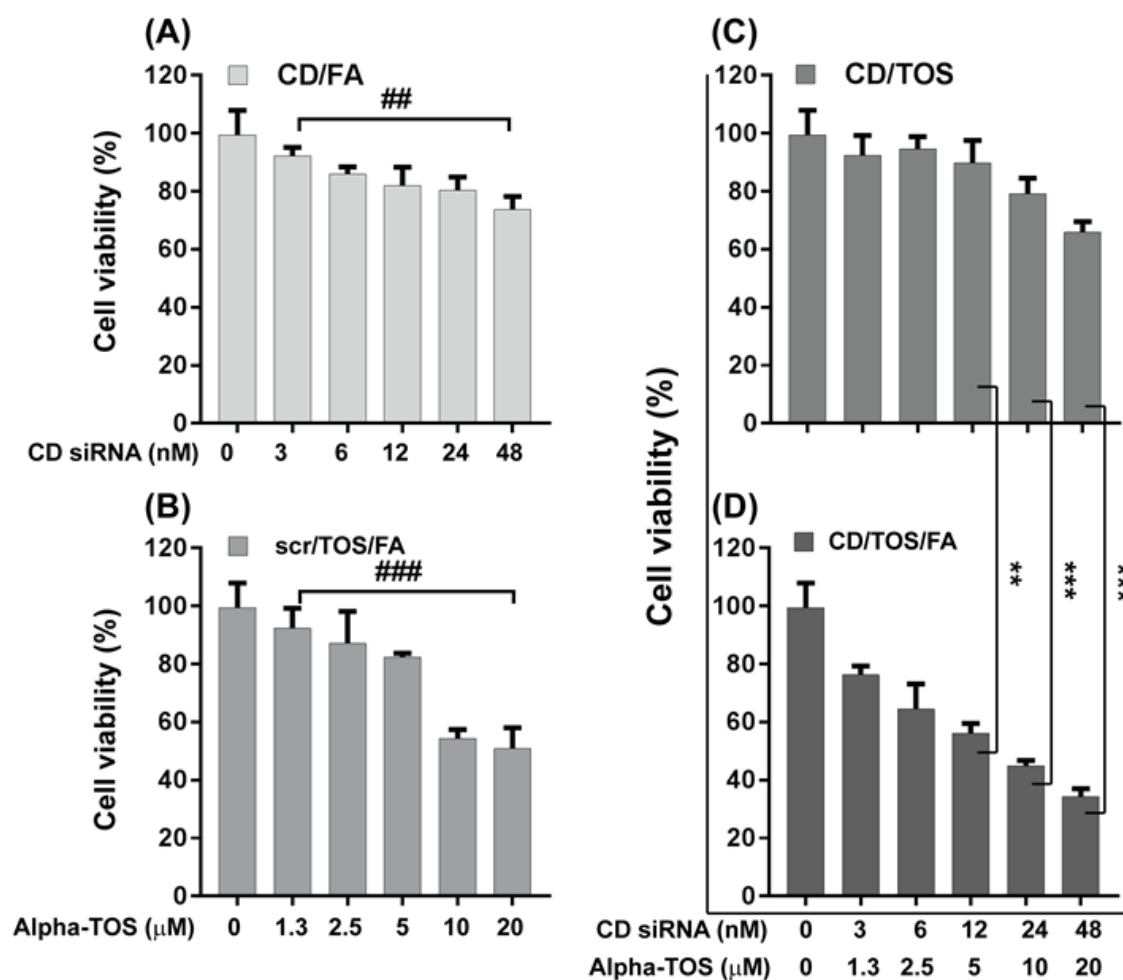 (A)
CD/FA
##
120
100
80
60
40
20
0
Cell viability (%)
CD siRNA (nM) 0 3 6 12 24 48
(B)
scr/TOS/FA
###
120
100
80
60
40
20
0
Cell viability (%)
Alpha-TOS (μM) 0 1.3 2.5 5 10 20
(C)
CD/TOS
120
100
80
60
40
20
0
Cell viability (%)
(D)
CD/TOS/FA
120
100
80
60
40
20
0
**
***
***
CD siRNA (nM) 0 3 6 12 24 48
Alpha-TOS (μM) 0 1.3 2.5 5 10 20